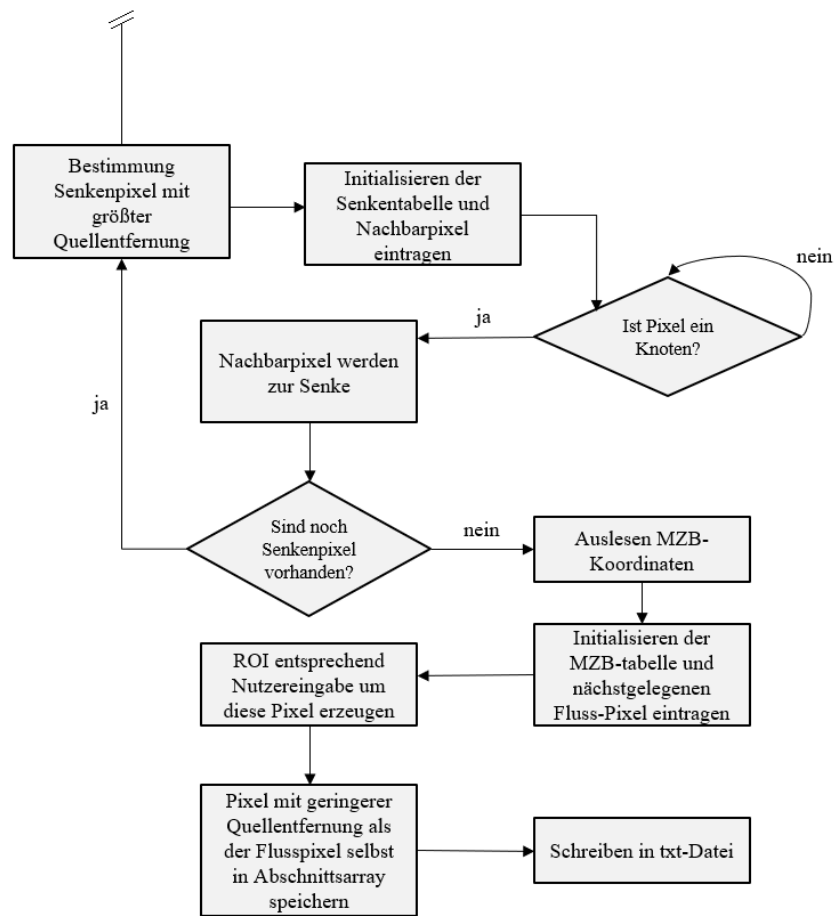 Bestimmung
Senkenpixel mit
größter
Quellentfernung
Initialisieren der
Senkentabelle und
Nachbarpixel
eintragen
nein
Ist Pixel ein
Knoten?
ja
Nachbarpixel werden
zur Senke
ja
Sind noch
Senkenpixel
vorhanden?
nein
Auslesen MZB-
Koordinaten
Initialisieren der
MZB-tabelle und
nächstgelegenen
Fluss-Pixel eintragen
ROI entsprechend
Nutzereingabe um
diese Pixel erzeugen
Pixel mit geringerer
Quellentfernung als
der Flusspixel selbst
in Abschnittsarray
speichern
Schreiben in txt-Datei